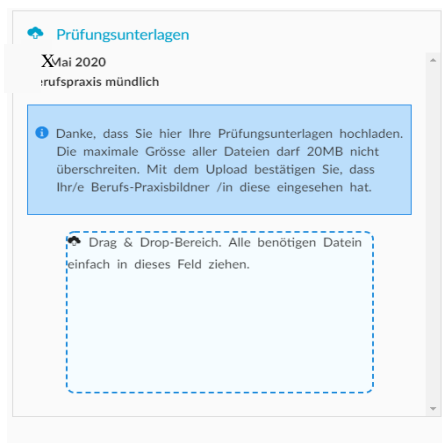 Prüfungsunterlagen
X Mai 2020
erufspraxis mündlich
Danke, dass Sie hier Ihre Prüfungsunterlagen hochladen.
Die maximale Grösse aller Dateien darf 20MB nicht
überschreiten. Mit dem Upload bestätigen Sie, dass
Ihr/e Berufs-Praxisbildner /in diese eingesehen hat.
Drag & Drop-Bereich. Alle benötigen Datein
einfach in dieses Feld ziehen.